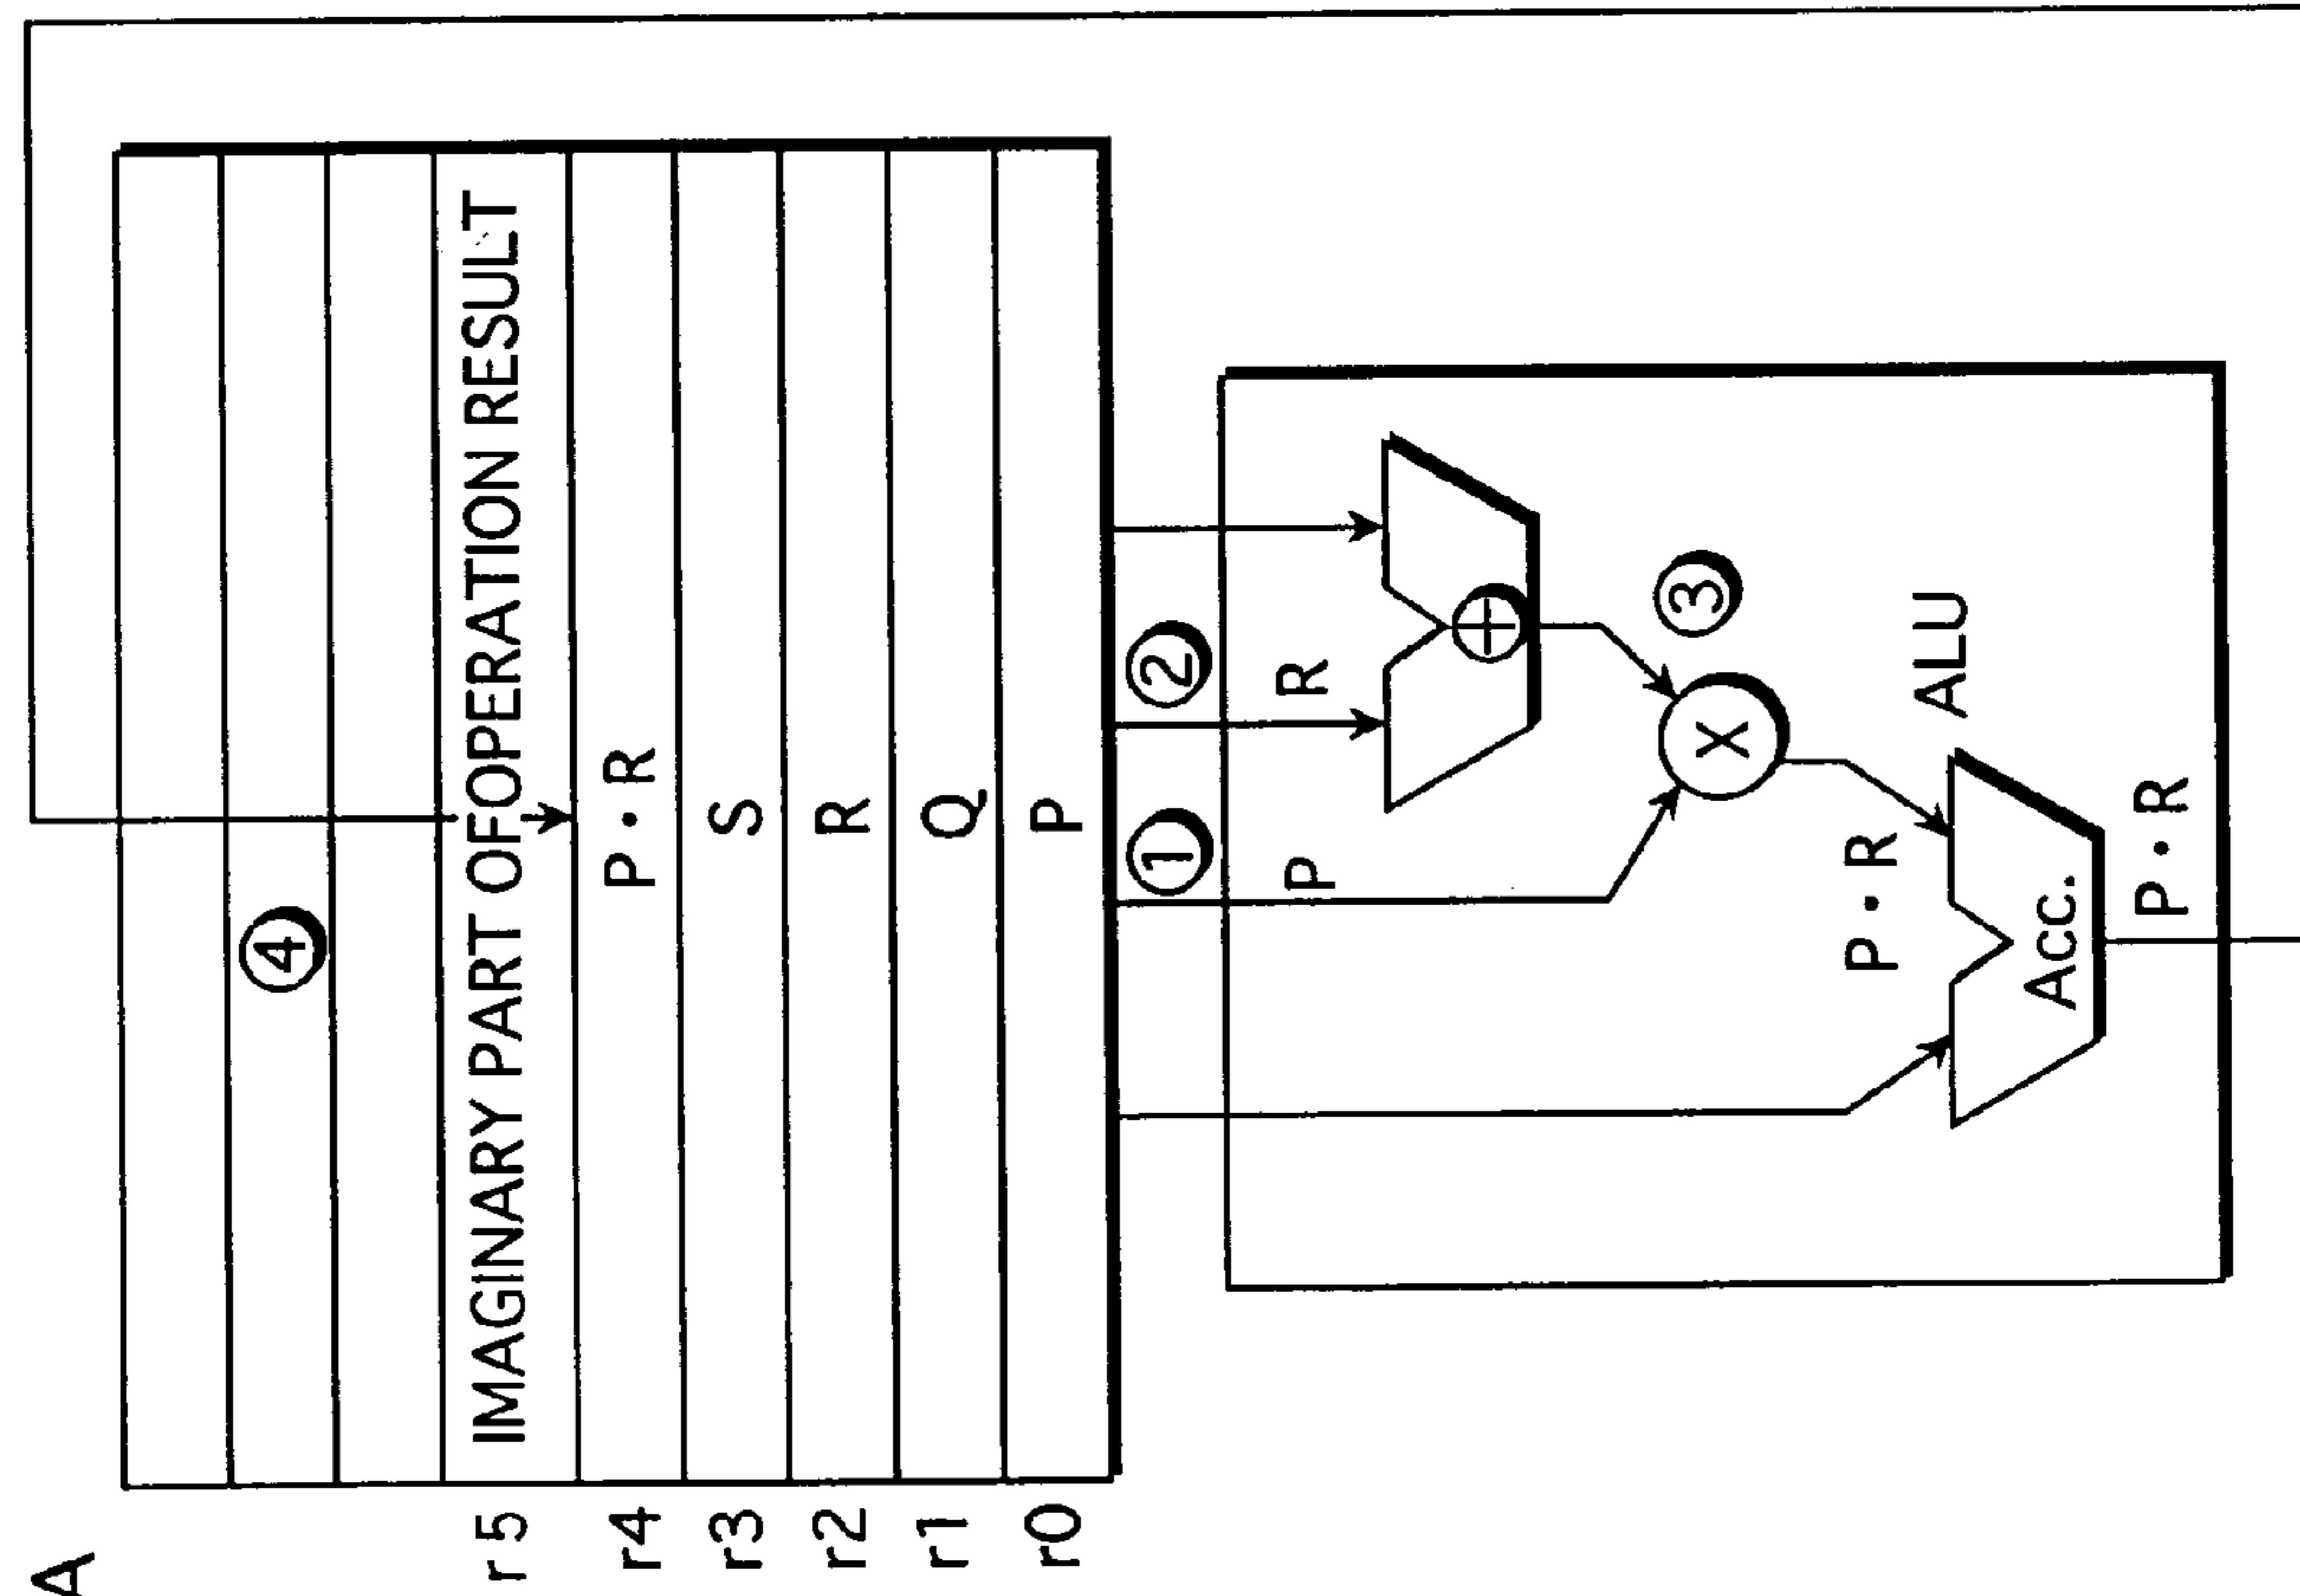 A
④
r5 IMAGINARY PART OFOPERATION RESULT
r4 P·R
r3 S
r2 R
r1 Q
r0 P
① ②
P R
+
③
X
P·R
ALU
Acc.
P·R